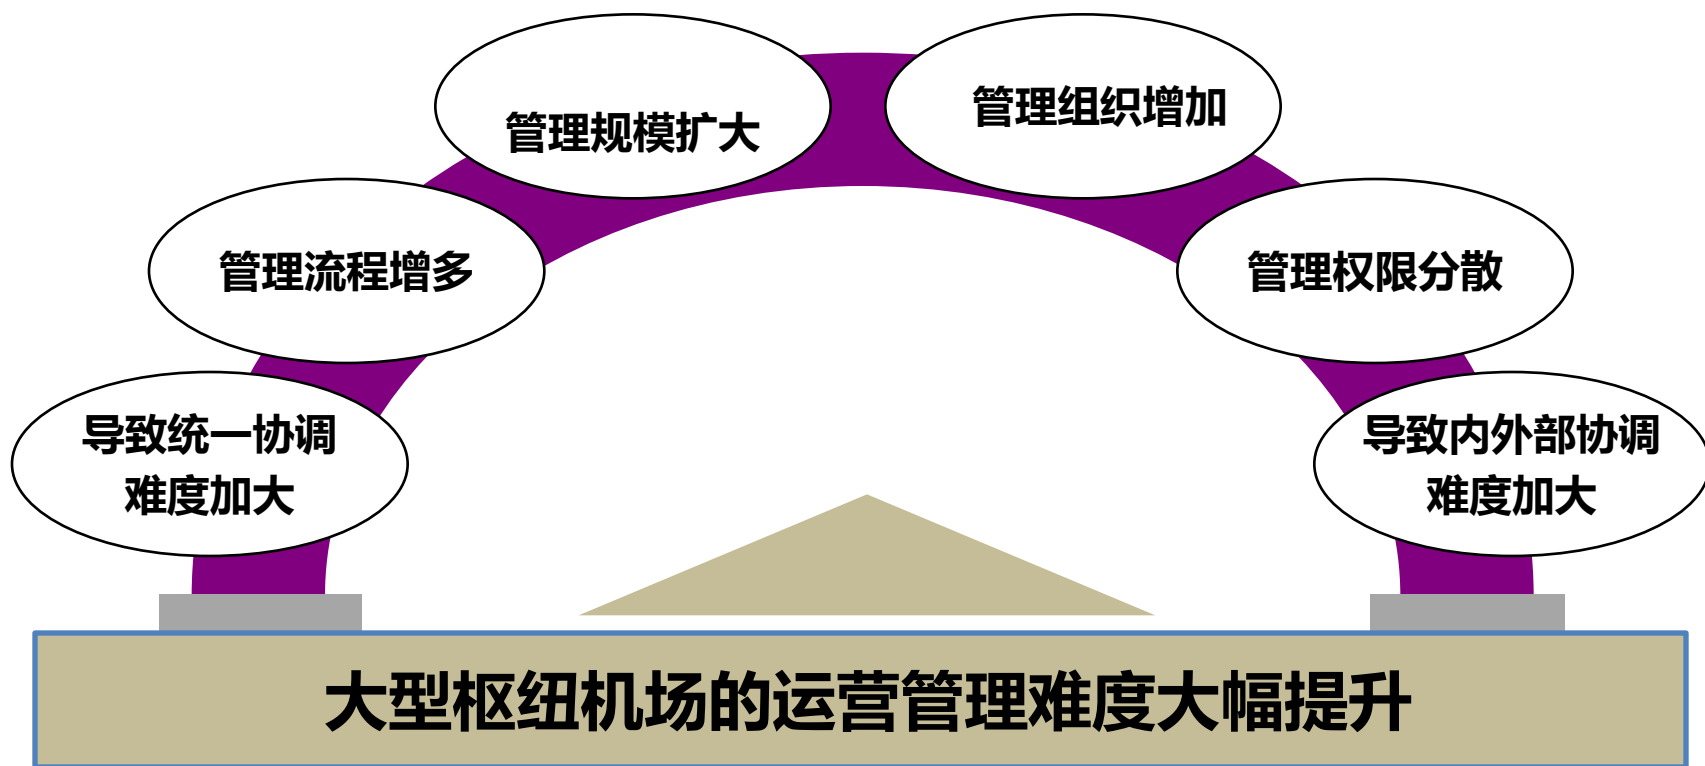 管理规模扩大
管理组织增加
管理流程增多
管理权限分散
导致统一协调
难度加大
导致内外部协调
难度加大
大型枢纽机场的运营管理难度大幅提升